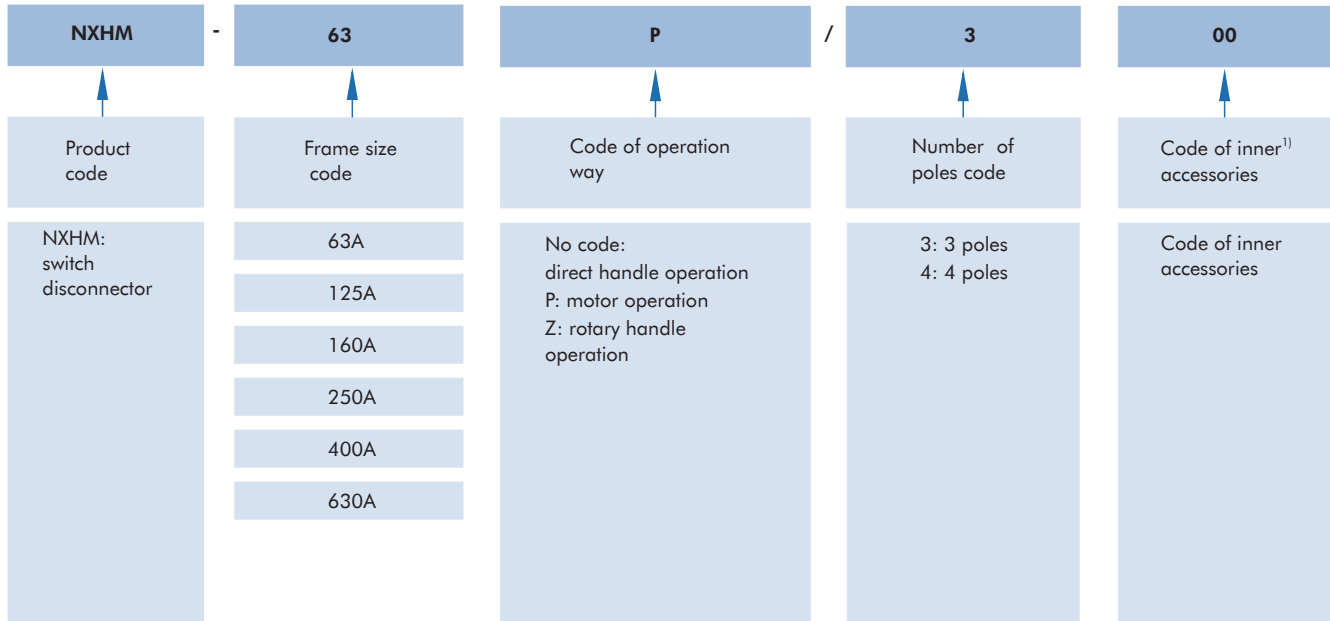 NXHM - 63 P / 3 00
Product
code
Frame size
code
Code of operation
way
Number of
poles code
Code of inner1)
accessories
NXHM:
switch
disconnector
63A
125A
160A
250A
400A
630A
No code:
direct handle operation
P: motor operation
Z: rotary handle
operation
3: 3 poles
4: 4 poles
Code of inner
accessories